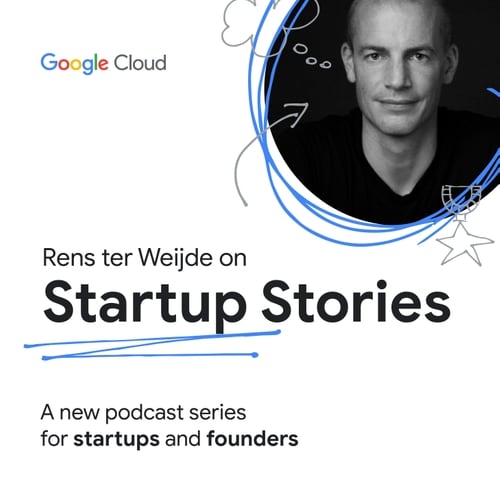 Google Cloud
Rens ter Weijde on
Startup Stories
A new podcast series
for startups and founders